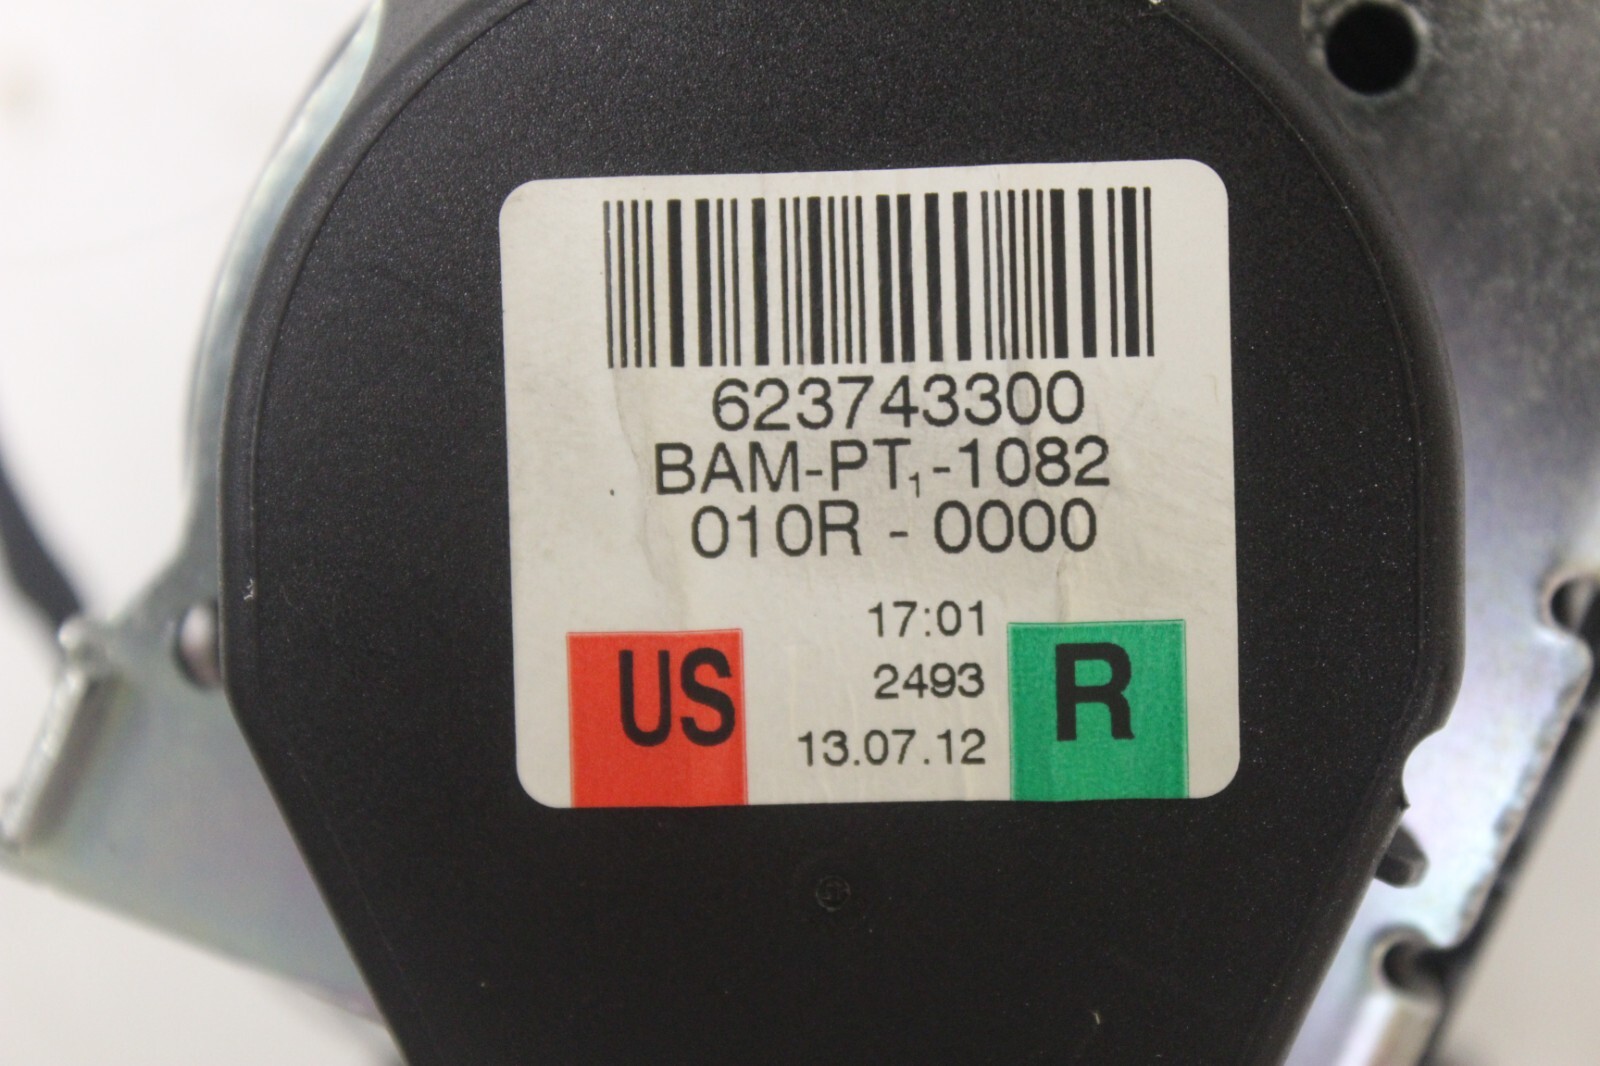 623743300
BAM-PT₁-1082
010R - 0000
17:01
US 2493 R
13.07.12